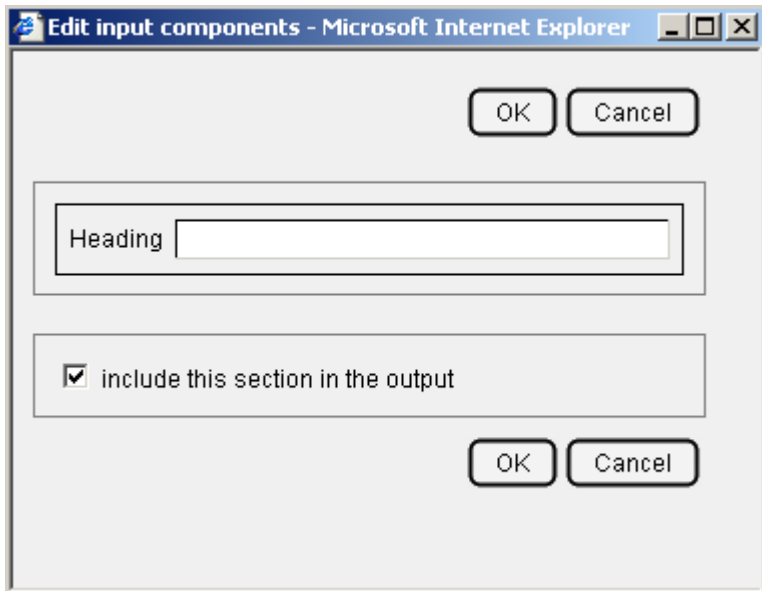 Edit input components - Microsoft Internet Explorer
OK Cancel
Heading
include this section in the output
OK Cancel